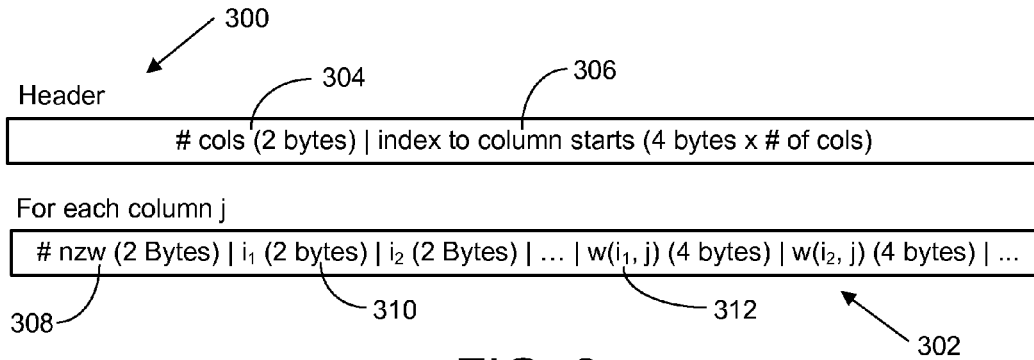 300
304
306
Header
# cols (2 bytes) | index to column starts (4 bytes x # of cols)
For each column j
# nzw (2 Bytes) | i₁ (2 bytes) | i₂ (2 Bytes) | ... | w(i₁, j) (4 bytes) | w(i₂, j) (4 bytes) | ...
308
310
312
302